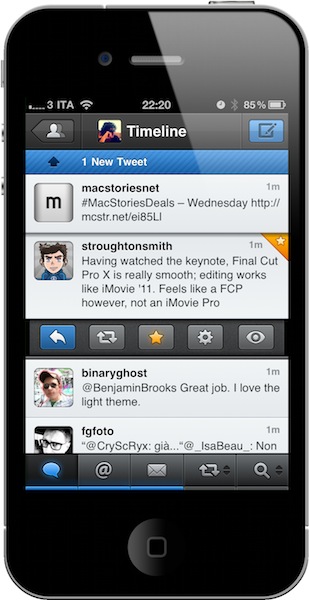 ..... 3 ITA 22:20 85%
Timeline
1 New Tweet
m
macstoriesnet 1m
#MacStoriesDeals – Wednesday http://
mcstr.net/ei85Ll
stroughtonsmith 1m
Having watched the keynote, Final Cut
Pro X is really smooth; editing works
like iMovie '11. Feels like a FCP
however, not an iMovie Pro
binaryghost 1m
@BenjaminBrooks Great job. I love the
light theme.
fgfoto 1m
“@CryScRyx: già...“@_IsaBeau_: Non
@